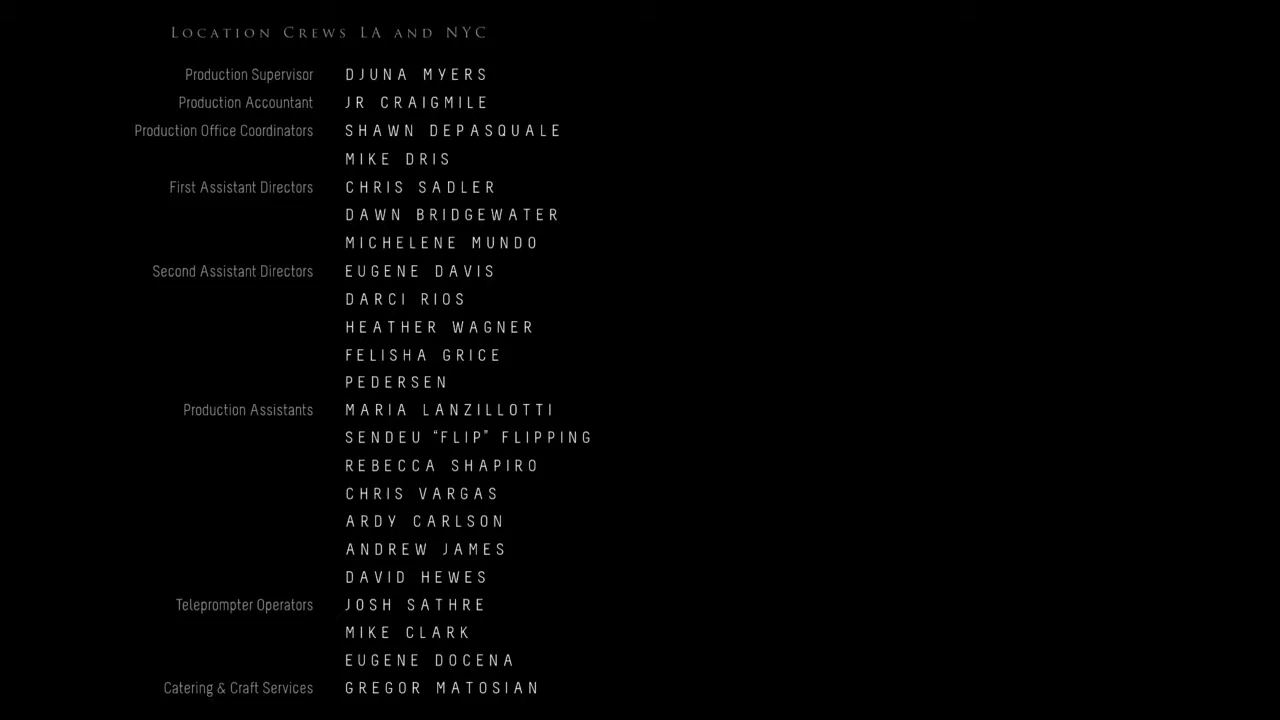 Location Crews LA and NYC
Production Supervisor DJUNA MYERS
Production Accountant JR CRAIGMILE
Production Office Coordinators SHAWN DEPASQUALE
MIKE DRIS
First Assistant Directors CHRIS SADLER
DAWN BRIDGEWATER
MICHELENE MUNDO
Second Assistant Directors EUGENE DAVIS
DARCI RIOS
HEATHER WAGNER
FELISHA GRICE
PEDERSEN
Production Assistants MARIA LANZILLOTTI
SENDEU “FLIP” FLIPPING
REBECCA SHAPIRO
CHRIS VARGAS
ARDY CARLSON
ANDREW JAMES
DAVID HEWES
Teleprompter Operators JOSH SATHRE
MIKE CLARK
EUGENE DOCENA
Catering & Craft Services GREGOR MATOSIAN